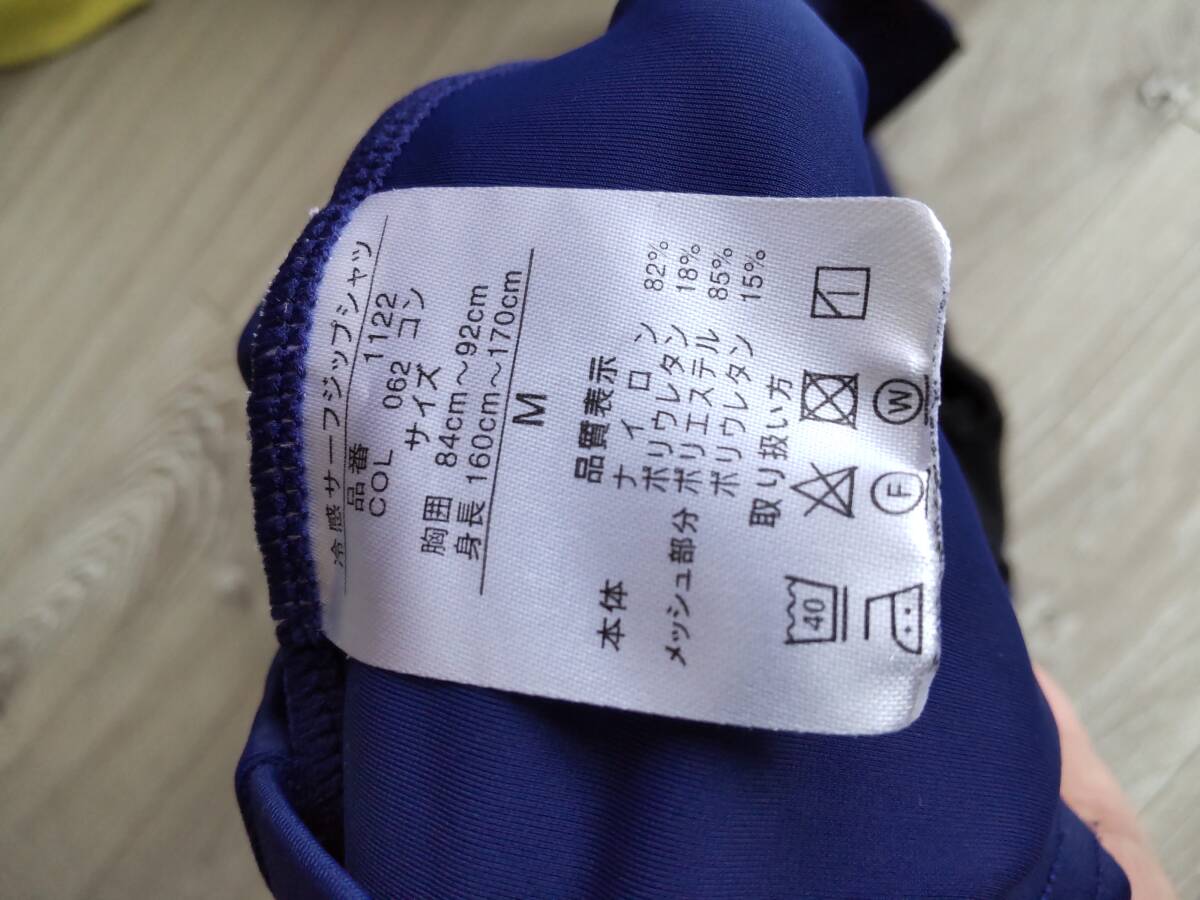 冷感サーフジップシャツ
品番 1122
COL 062 コン
サイズ
胸囲 84cm～92cm
身長 160cm～170cm
M
品質表示
本体 ナイロン 82%
ポリウレタン 18%
メッシュ部分 ポリエステル 85%
ポリウレタン 15%
取り扱い方
40
F W